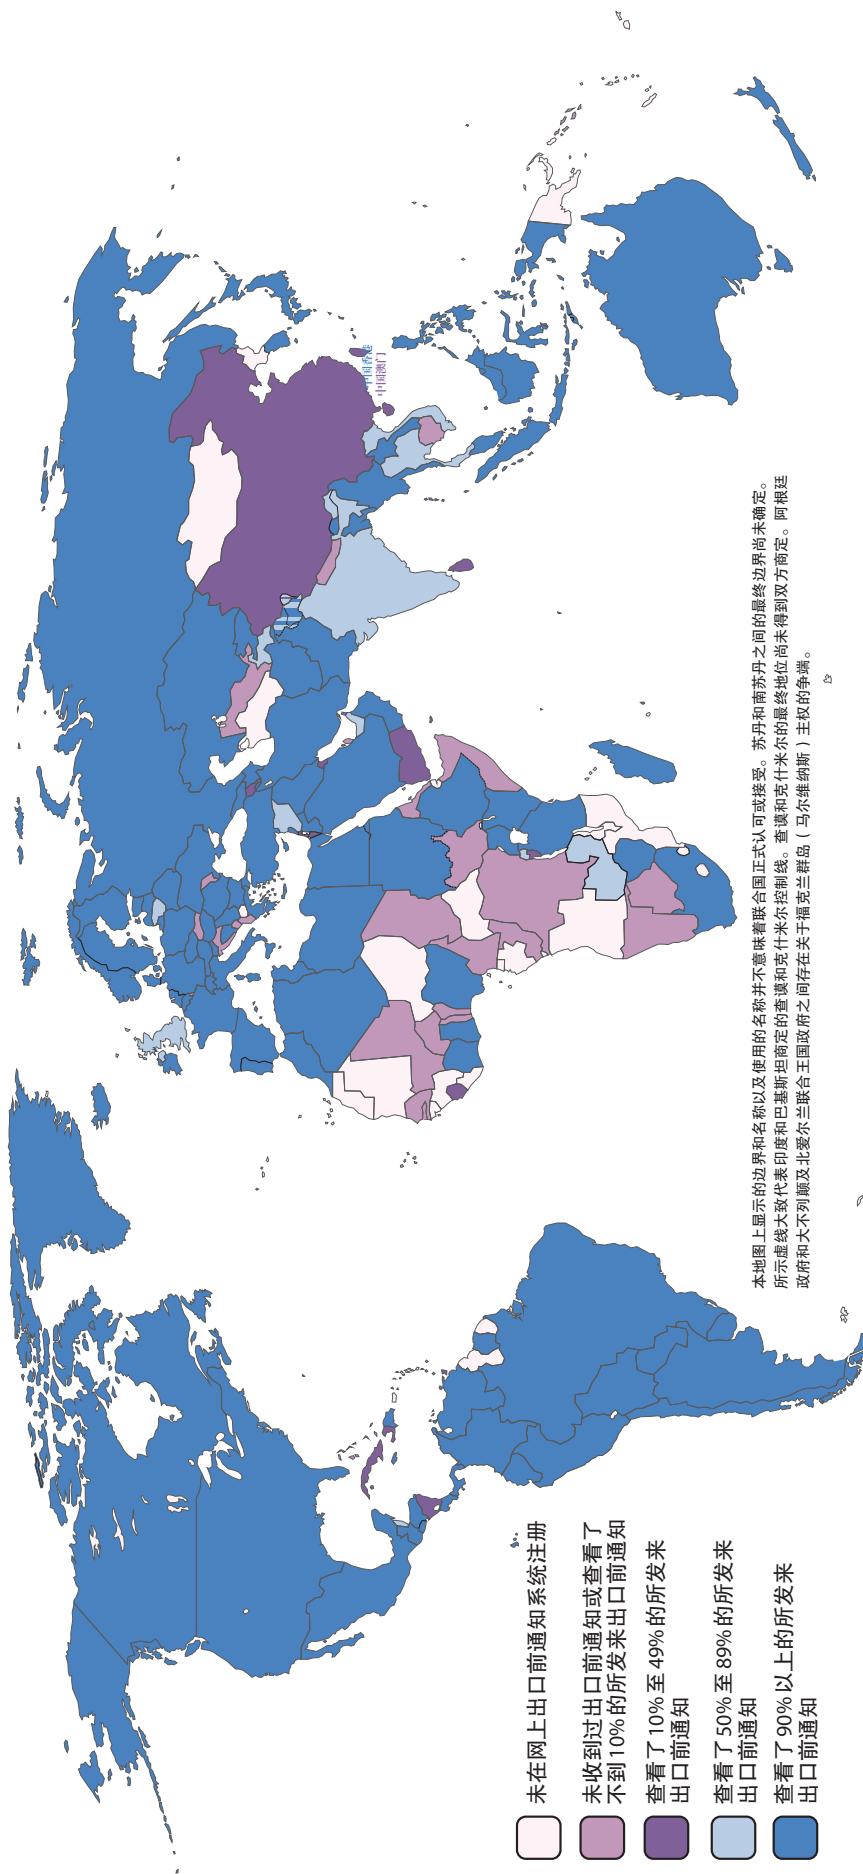 中国香港
中国澳门
未在网上出口前通知系统注册
未收到过出口前通知或查看了
不到10%的所发来出口前通知
查看了10%至49%的所发来
出口前通知
查看了50%至89%的所发来
出口前通知
查看了90%以上的所发来
出口前通知
本地图上显示的边界和名称以及使用的名称并不意味着联合国正式认可或接受。苏丹和南苏丹之间的最终边界尚未确定。
所示虚线大致代表印度和巴基斯坦商定的查谟和克什米尔控制线。查谟和克什米尔的最终地位尚未得到双方商定。阿根廷
政府和大不列颠及北爱尔兰联合王国政府之间存在关于福克兰群岛（马尔维纳斯）主权的争端。